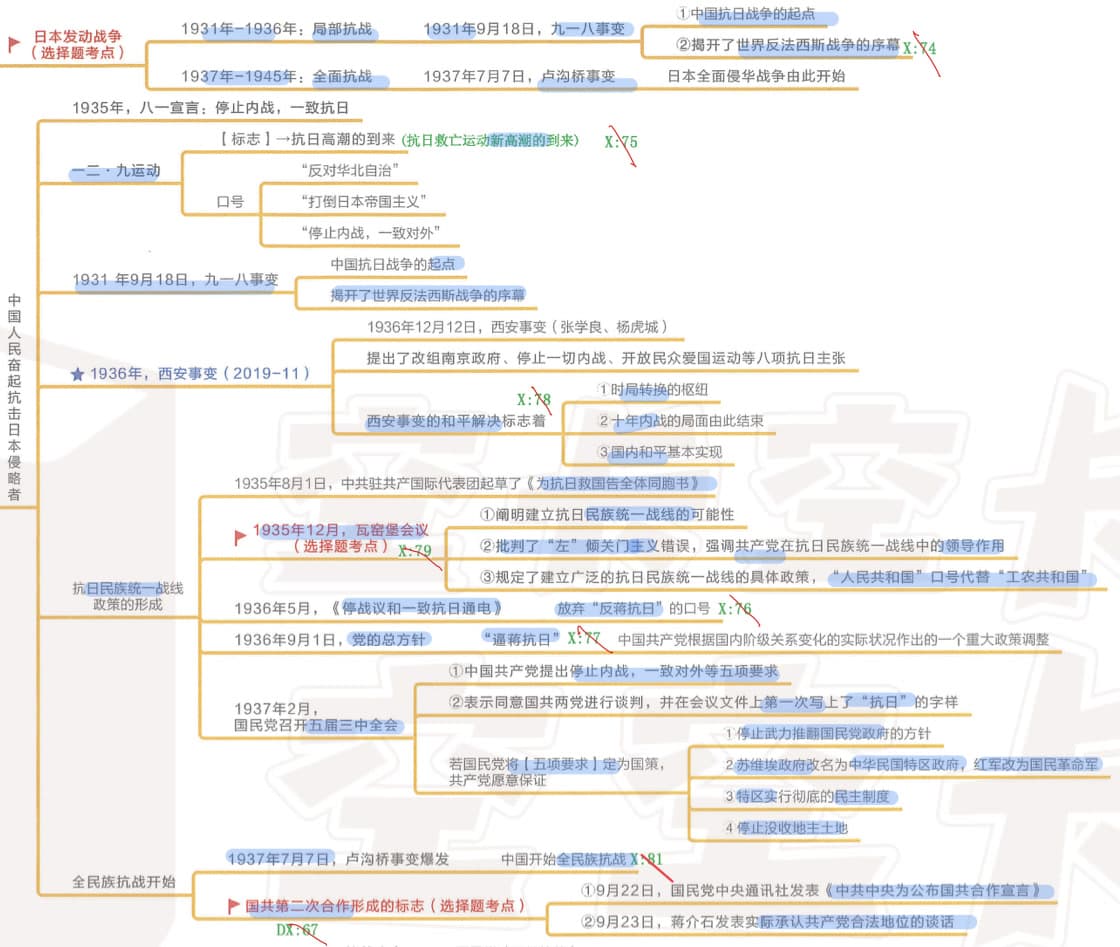 日本发动战争
（选择题考点）
1931年-1936年：局部抗战
1931年9月18日，九一八事变
①中国抗日战争的起点
②揭开了世界反法西斯战争的序幕 X:74
1937年-1945年：全面抗战
1937年7月7日，卢沟桥事变
日本全面侵华战争由此开始
中国人民奋起抗击日本侵略者
1935年，八一宣言：停止内战，一致抗日
一二·九运动
【标志】→抗日高潮的到来 (抗日救亡运动新高潮的到来) X:75
口号
“反对华北自治”
“打倒日本帝国主义”
“停止内战，一致对外”
1931 年9月18日，九一八事变
中国抗日战争的起点
揭开了世界反法西斯战争的序幕
1936年，西安事变（2019-11）
1936年12月12日，西安事变（张学良、杨虎城）
提出了改组南京政府、停止一切内战、开放民众爱国运动等八项抗日主张
X:78
西安事变的和平解决标志着
①时局转换的枢纽
②十年内战的局面由此结束
③国内和平基本实现
抗日民族统一战线
政策的形成
1935年8月1日，中共驻共产国际代表团起草了《为抗日救国告全体同胞书》
1935年12月，瓦窑堡会议
（选择题考点） X:79
①阐明建立抗日民族统一战线的可能性
②批判了“左”倾关门主义错误，强调共产党在抗日民族统一战线中的领导作用
③规定了建立广泛的抗日民族统一战线的具体政策，“人民共和国”口号代替“工农共和国”
1936年5月，《停战议和一致抗日通电》 放弃“反蒋抗日”的口号 X:76
1936年9月1日，党的总方针 “逼蒋抗日” X:77 中国共产党根据国内阶级关系变化的实际状况作出的一个重大政策调整
1937年2月，
国民党召开五届三中全会
①中国共产党提出停止内战，一致对外等五项要求
②表示同意国共两党进行谈判，并在会议文件上第一次写上了“抗日”的字样
若国民党将【五项要求】定为国策，
共产党愿意保证
1 停止武力推翻国民党政府的方针
2 苏维埃政府改名为中华民国特区政府，红军改为国民革命军
3 特区实行彻底的民主制度
4 停止没收地主土地
全民族抗战开始
1937年7月7日，卢沟桥事变爆发 中国开始全民族抗战 X:81
国共第二次合作形成的标志（选择题考点）
DX:67
①9月22日，国民党中央通讯社发表《中共中央为公布国共合作宣言》
②9月23日，蒋介石发表实际承认共产党合法地位的谈话